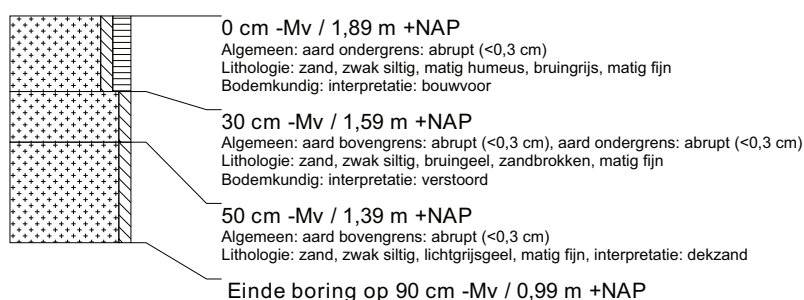 0 cm -Mv / 1,89 m +NAP
Algemeen: aard ondergrens: abrupt (<0,3 cm)
Lithologie: zand, zwak siltig, matig humeus, bruingrijs, matig fijn
Bodemkundig: interpretatie: bouwvoor
30 cm -Mv / 1,59 m +NAP
Algemeen: aard bovengrens: abrupt (<0,3 cm), aard ondergrens: abrupt (<0,3 cm)
Lithologie: zand, zwak siltig, bruingeel, zandbrokken, matig fijn
Bodemkundig: interpretatie: verstoord
50 cm -Mv / 1,39 m +NAP
Algemeen: aard bovengrens: abrupt (<0,3 cm)
Lithologie: zand, zwak siltig, lichtgrijsgeel, matig fijn, interpretatie: dekzand
Einde boring op 90 cm -Mv / 0,99 m +NAP